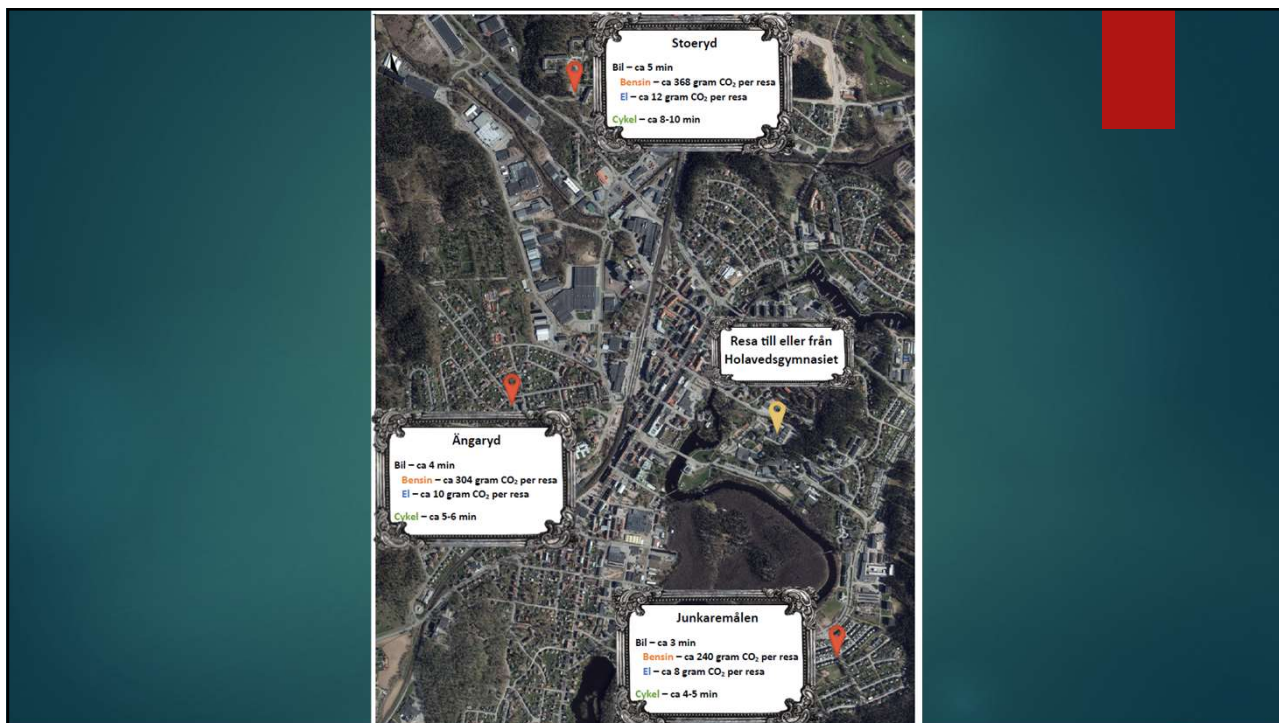 Stoeryd
Bil – ca 5 min
Bensin – ca 368 gram CO₂ per resa
El – ca 12 gram CO₂ per resa
Cykel – ca 8-10 min
Resa till eller från
Holavedsgymnasiet
Ängaryd
Bil – ca 4 min
Bensin – ca 304 gram CO₂ per resa
El – ca 10 gram CO₂ per resa
Cykel – ca 5-6 min
Junkaremålen
Bil – ca 3 min
Bensin – ca 240 gram CO₂ per resa
El – ca 8 gram CO₂ per resa
Cykel – ca 4-5 min